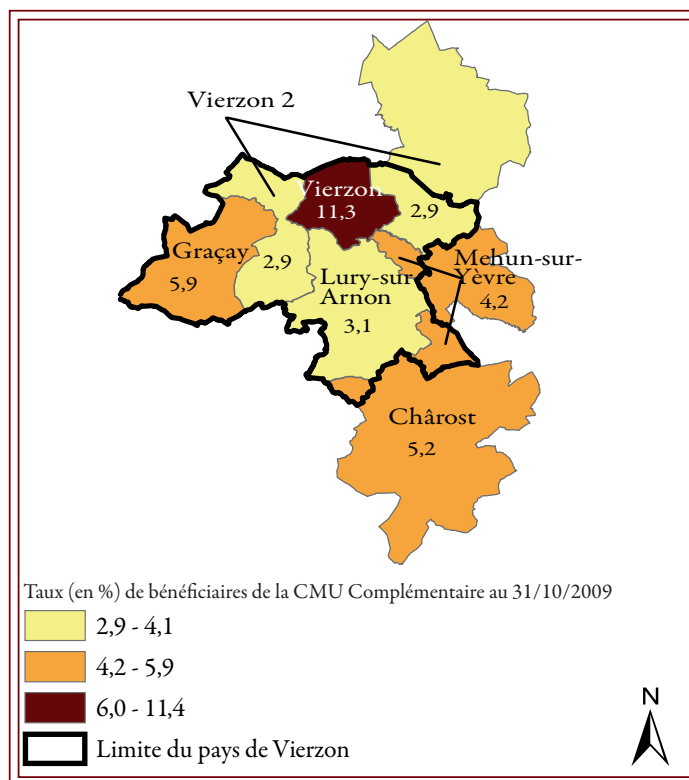 Vierzon 2
Vierzon
11,3
2,9
Graçay
5,9
2,9
Mehun-sur-
Yèvre
4,2
Lury-sur
Arnon
3,1
Chârost
5,2
Taux (en %) de bénéficiaires de la CMU Complémentaire au 31/10/2009
2,9 - 4,1
4,2 - 5,9
6,0 - 11,4
Limite du pays de Vierzon
N